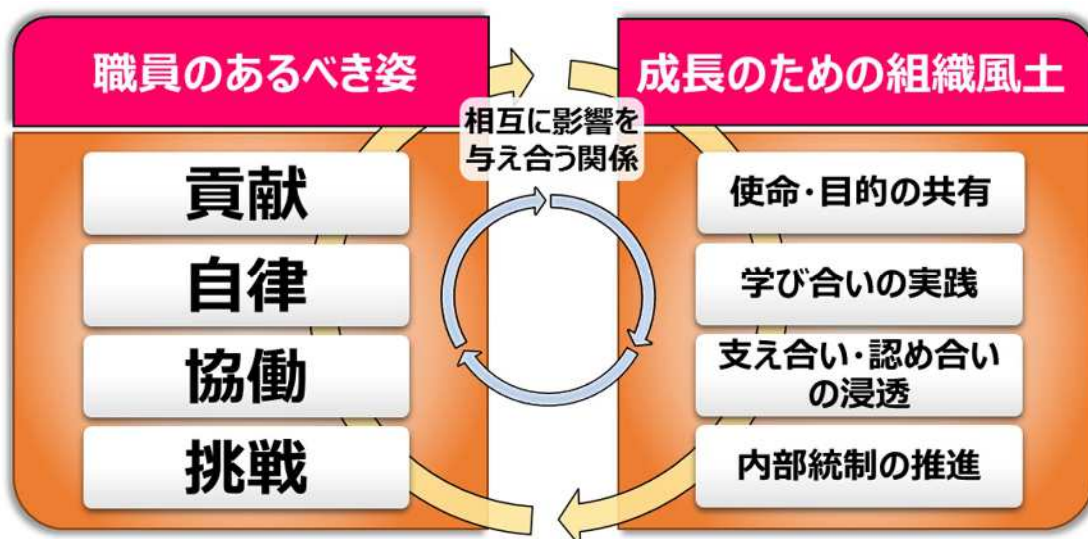 職員のあるべき姿
貢献
自律
協働
挑戦
相互に影響を
与え合う関係
成長のための組織風土
使命・目的の共有
学び合いの実践
支え合い・認め合い
の浸透
内部統制の推進